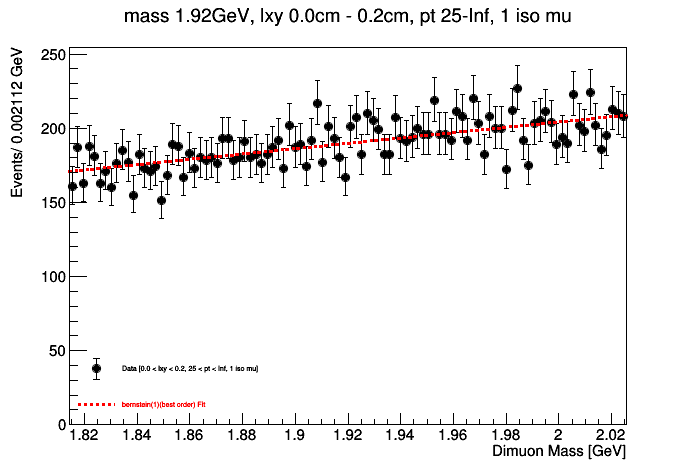 mass 1.92GeV, lxy 0.0cm - 0.2cm, pt 25-Inf, 1 iso mu
Events/ 0.002112 GeV
250
200
150
100
50
0
Data [0.0 < lxy < 0.2, 25 < pt < Inf, 1 iso mu]
bernstein(1)(best order) Fit
1.82 1.84 1.86 1.88 1.9 1.92 1.94 1.96 1.98 2 2.02
Dimuon Mass [GeV]